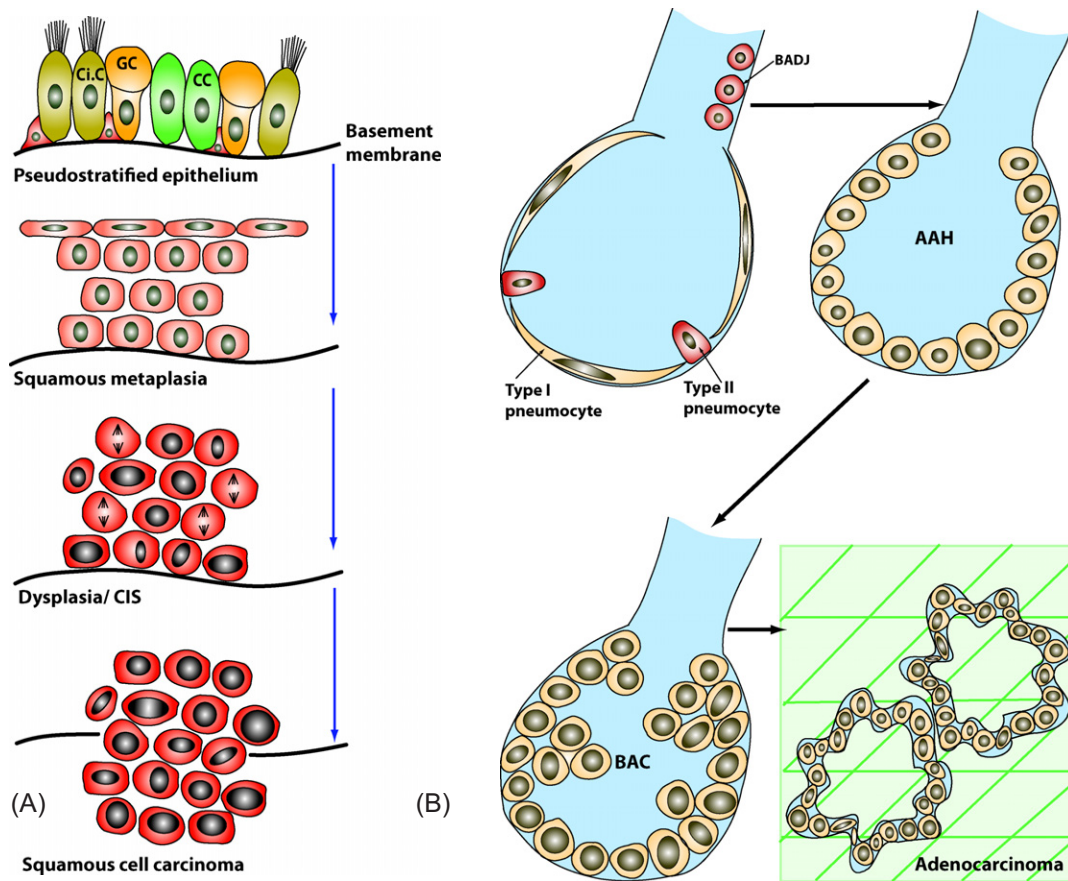 Ci.C
GC
CC
Basement
membrane
Pseudostratified epithelium
Squamous metaplasia
Dysplasia/ CIS
(A)
Squamous cell carcinoma
BADJ
AAH
Type I
pneumocyte
Type II
pneumocyte
BAC
(B)
Adenocarcinoma